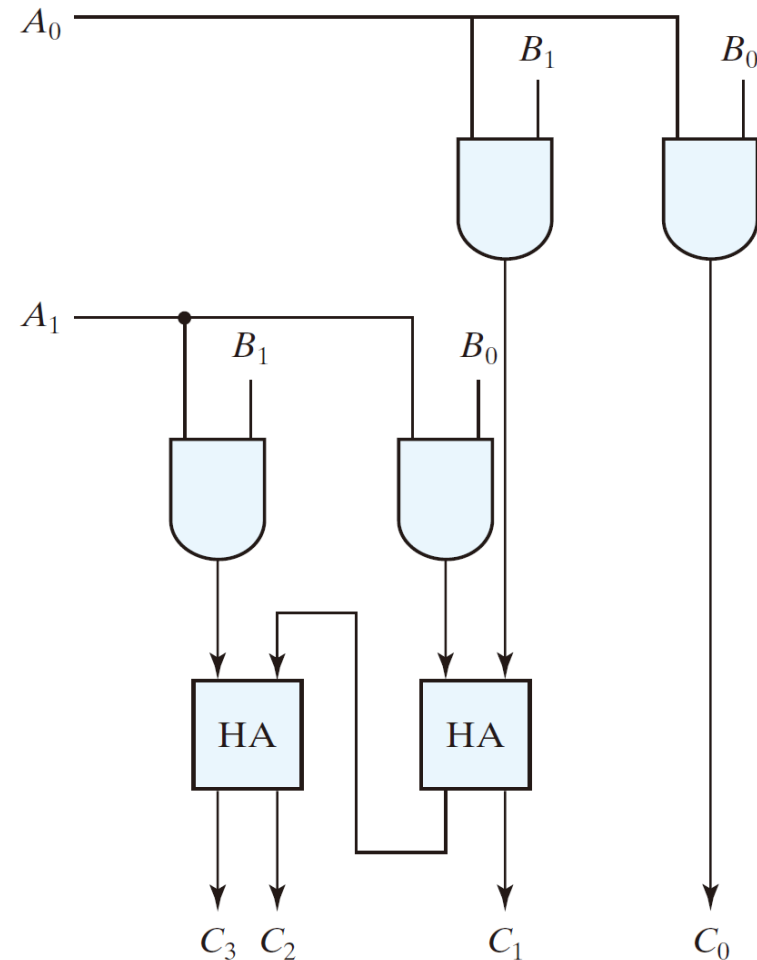 A₀
B₁ B₀
A₁
B₁ B₀
HA HA
C₃ C₂ C₁ C₀